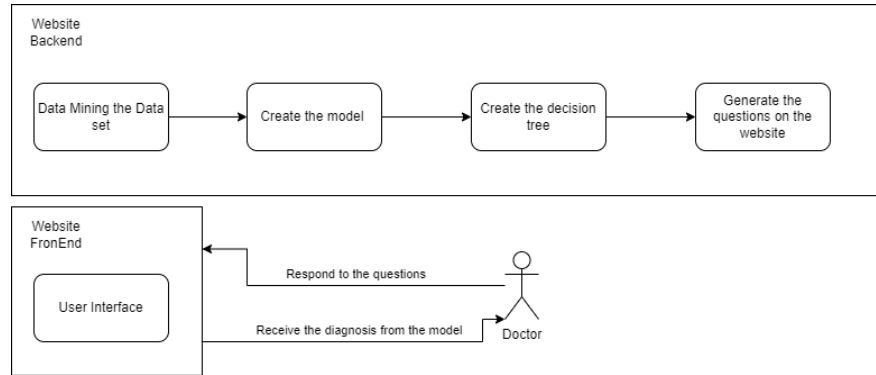 Website
Backend
Data Mining the Data
set
Create the model
Create the decision
tree
Generate the
questions on the
website
Website
FronEnd
User Interface
Respond to the questions
Receive the diagnosis from the model
Doctor